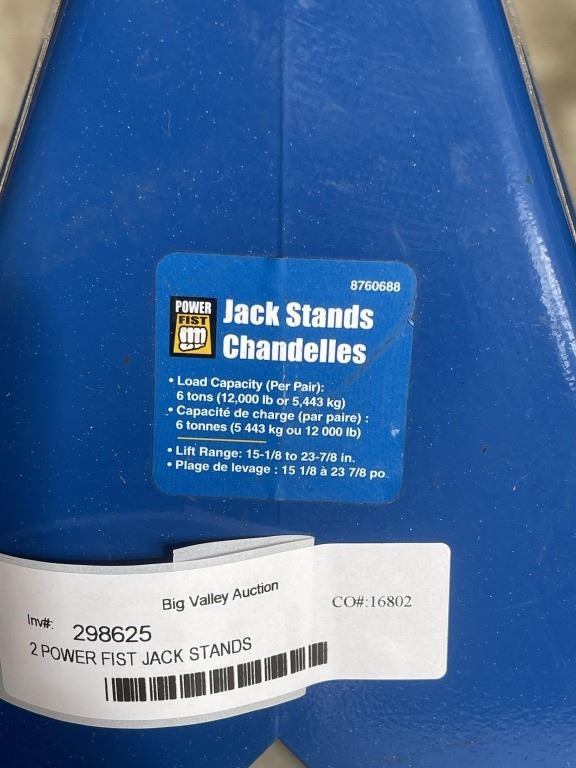 8760688
POWER
FIST
Jack Stands
Chandelles
• Load Capacity (Per Pair):
6 tons (12,000 lb or 5,443 kg)
• Capacité de charge (par paire) :
6 tonnes (5 443 kg ou 12 000 lb)
• Lift Range: 15-1/8 to 23-7/8 in.
• Plage de levage : 15 1/8 à 23 7/8 po.
Big Valley Auction
CO#:16802
Inv#: 298625
2 POWER FIST JACK STANDS